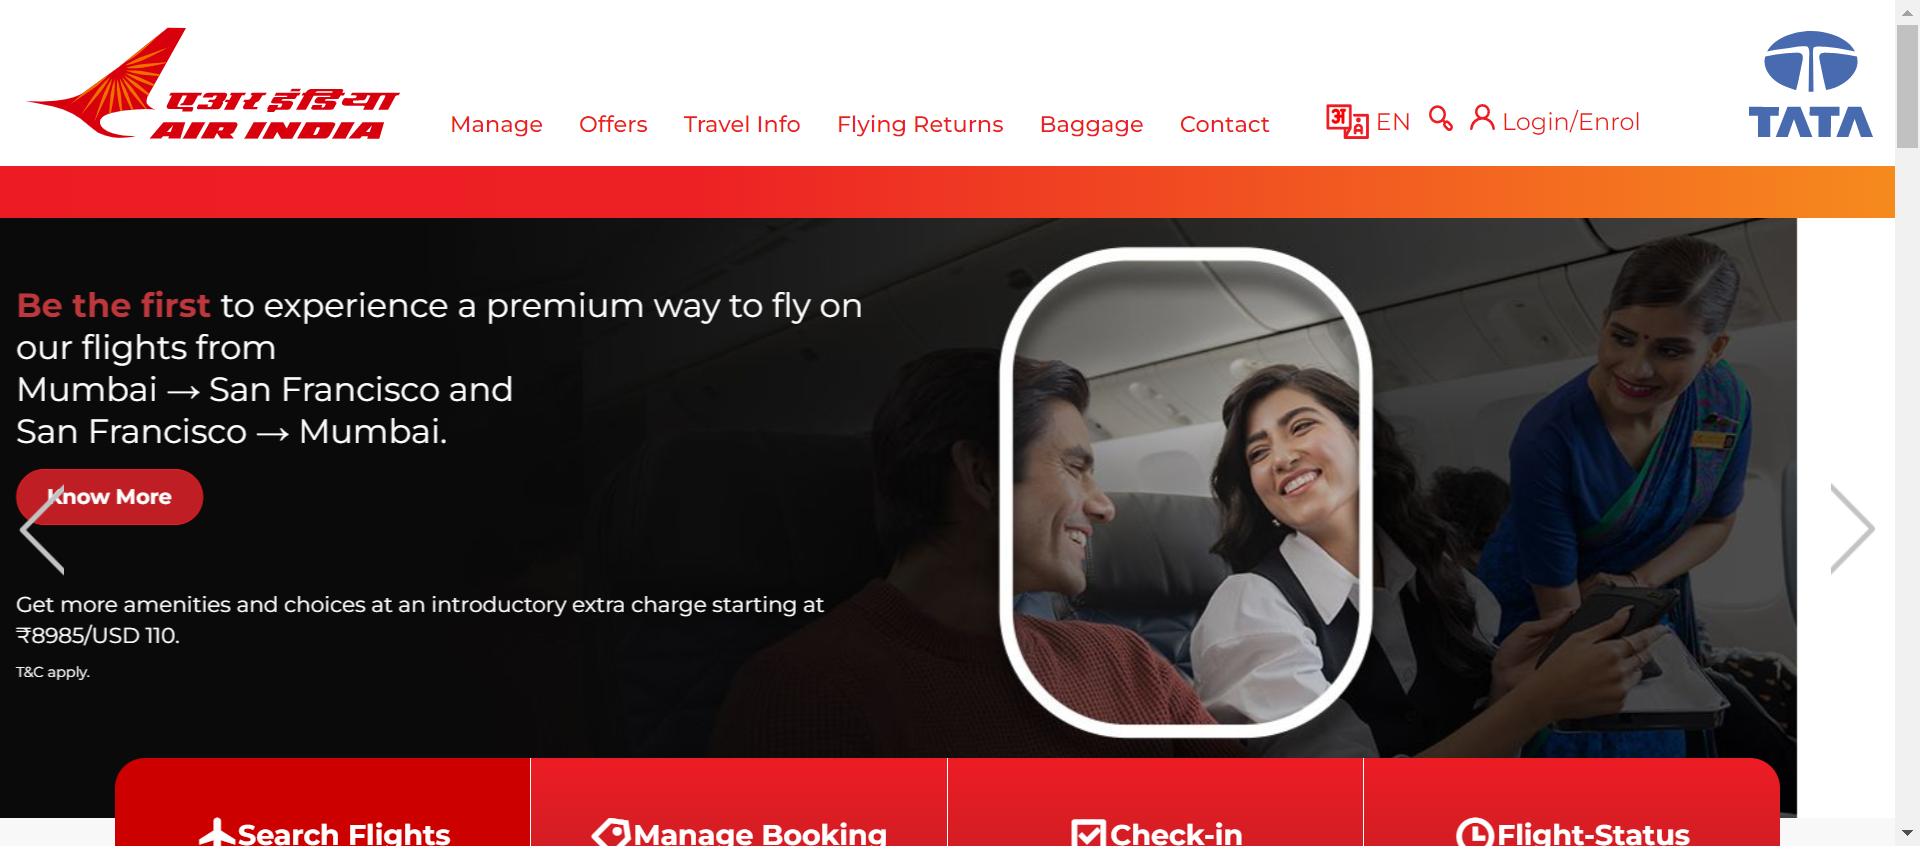 एअर इंडिया
AIR INDIA
Manage Offers Travel Info Flying Returns Baggage Contact
अ EN Login/Enrol
TATA
Be the first to experience a premium way to fly on
our flights from
Mumbai → San Francisco and
San Francisco → Mumbai.
Know More
Get more amenities and choices at an introductory extra charge starting at
₹8985/USD 110.
T&C apply.
Search Flights Manage Booking Check-in Flight-Status